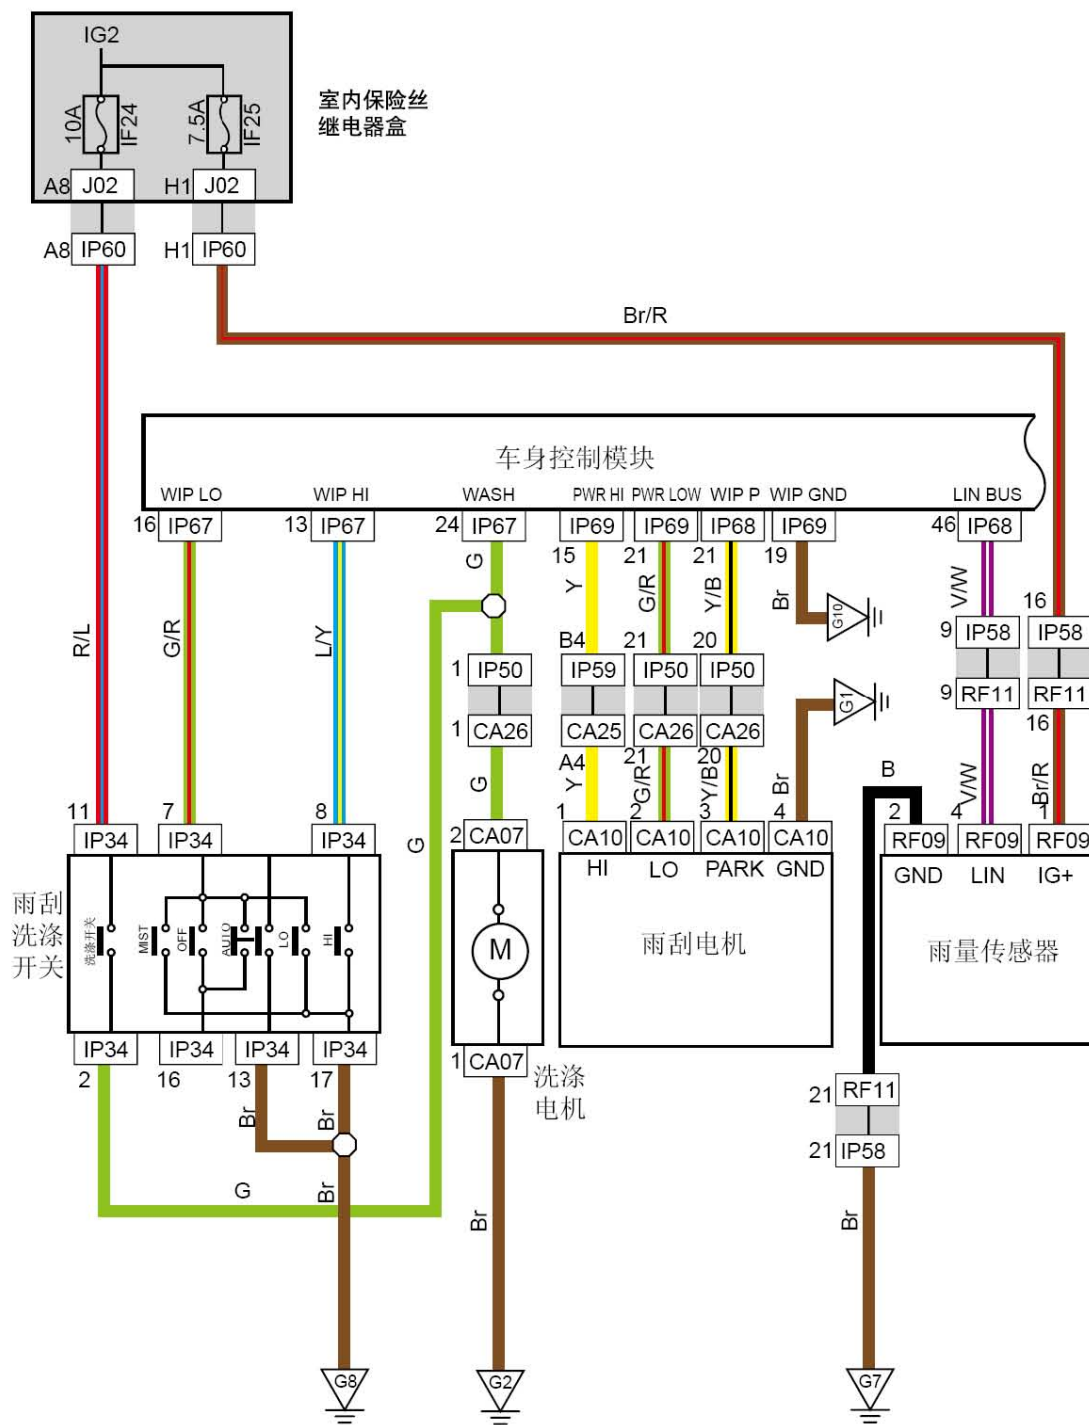 IG2
10A
IF24
7.5A
IF25
室内保险丝
继电器盒
A8
J02
H1
J02
A8
IP60
H1
IP60
Br/R
车身控制模块
WIP LO
WIP HI
WASH
PWR HI
PWR LOW
WIP P
WIP GND
LIN BUS
16
IP67
13
IP67
24
IP67
IP69
IP69
IP68
IP69
46
IP68
15
21
21
19
R/L
G/R
L/Y
G
Y
G/R
Y/B
Br
G10
V/W
16
9
IP58
IP58
1
IP50
B4
IP59
21
IP50
20
IP50
9
RF11
RF11
16
1
CA26
CA25
CA26
CA26
G1
A4
21
20
G
Y
G/R
Y/B
Br
B
V/W
Br/R
11
IP34
7
IP34
8
IP34
G
2
CA07
1
CA10
2
CA10
3
CA10
4
CA10
2
RF09
4
RF09
1
RF09
HI
LO
PARK
GND
GND
LIN
IG+
雨刮
洗涤
开关
洗涤开关
MIST
OFF
AUTO
LO
HI
M
雨刮电机
雨量传感器
IP34
IP34
IP34
IP34
2
16
13
17
1
CA07
洗涤
电机
Br
Br
21
RF11
21
IP58
G
Br
Br
Br
G8
G2
G7